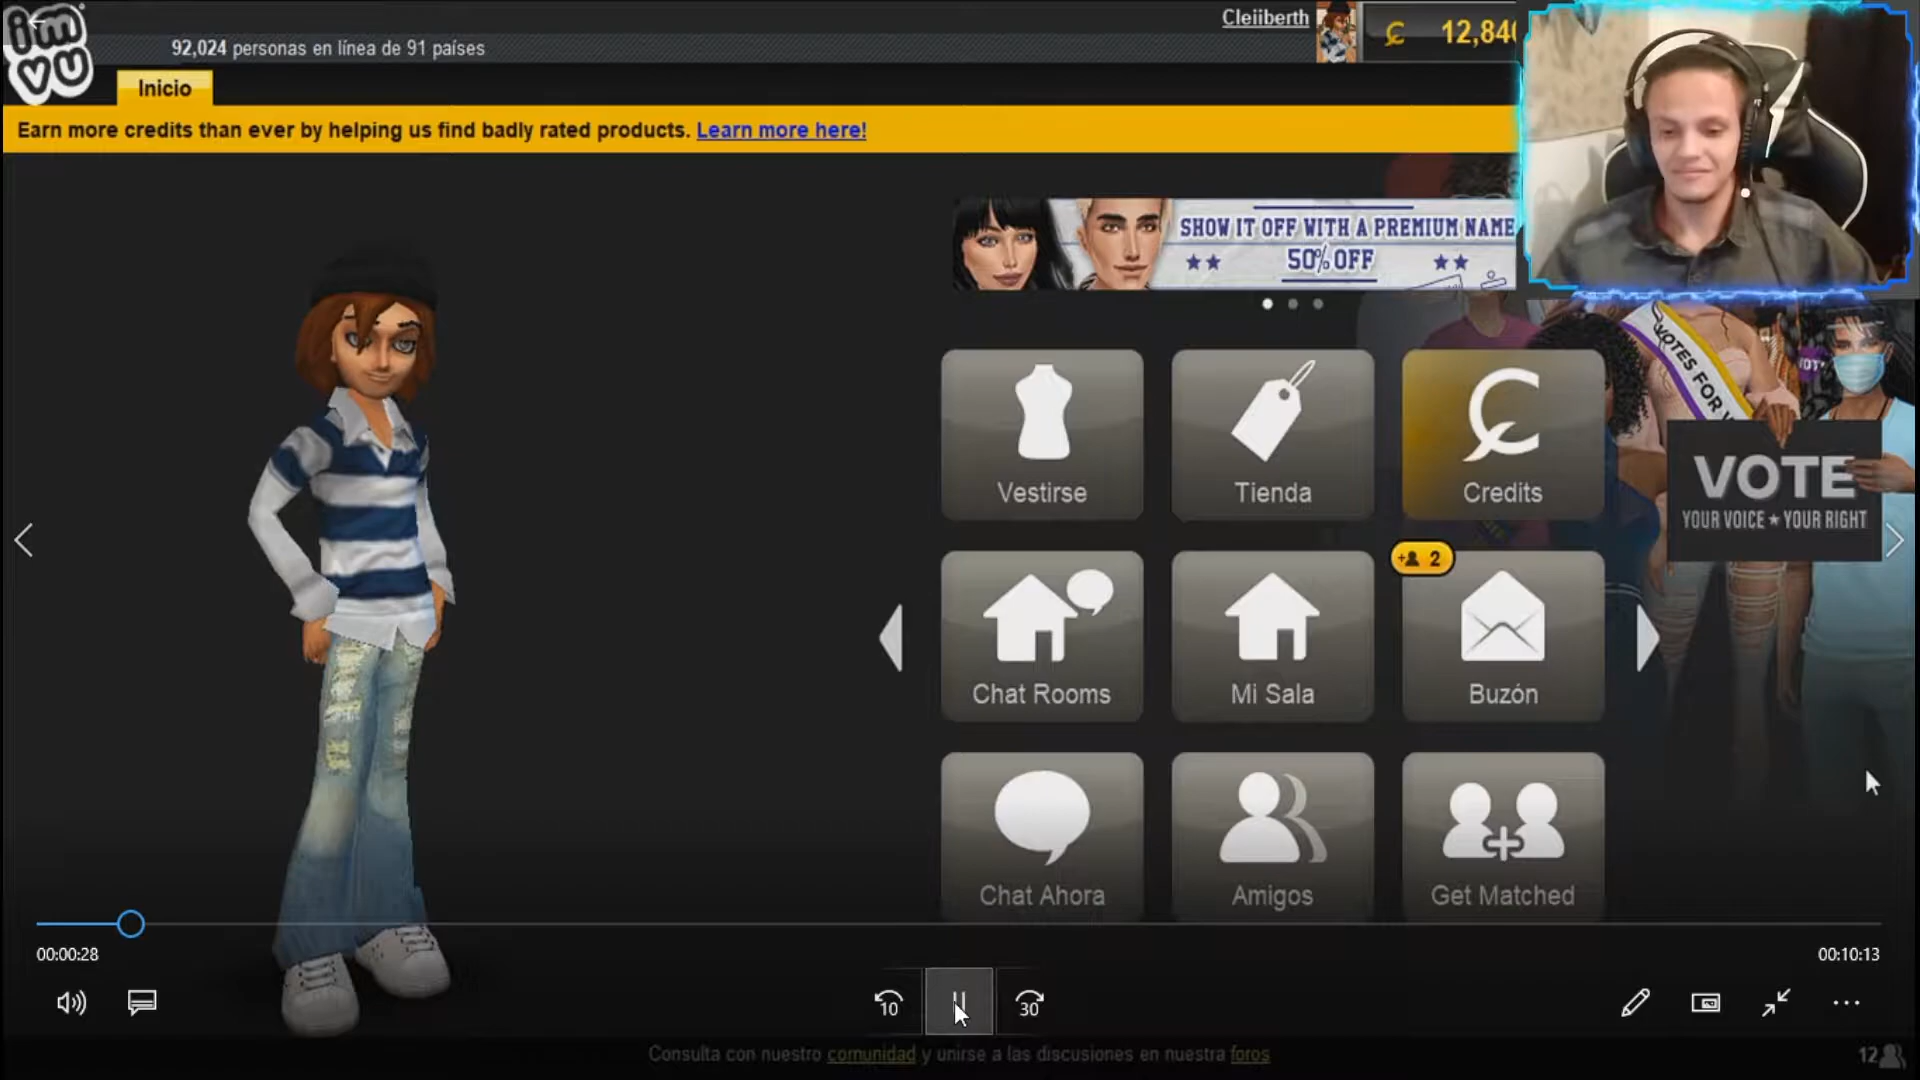 imvu
Cleiiberth
12,840
92,024 personas en línea de 91 países
Inicio
Earn more credits than ever by helping us find badly rated products. Learn more here!
SHOW IT OFF WITH A PREMIUM NAME
50% OFF
VOTES FOR
Vestirse
Tienda
Credits
VOTE
YOUR VOICE ★ YOUR RIGHT
2
Chat Rooms
Mi Sala
Buzón
Chat Ahora
Amigos
Get Matched
00:00:28
00:10:13
10
30
Consulta con nuestro comunidad y unirse a las discusiones en nuestra foros
12